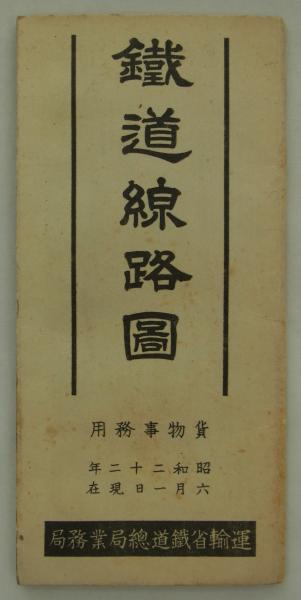 鐵道線路圖
貨物事務用
昭和二十二年
六月一日現在
運輸省鐵道總局業務局